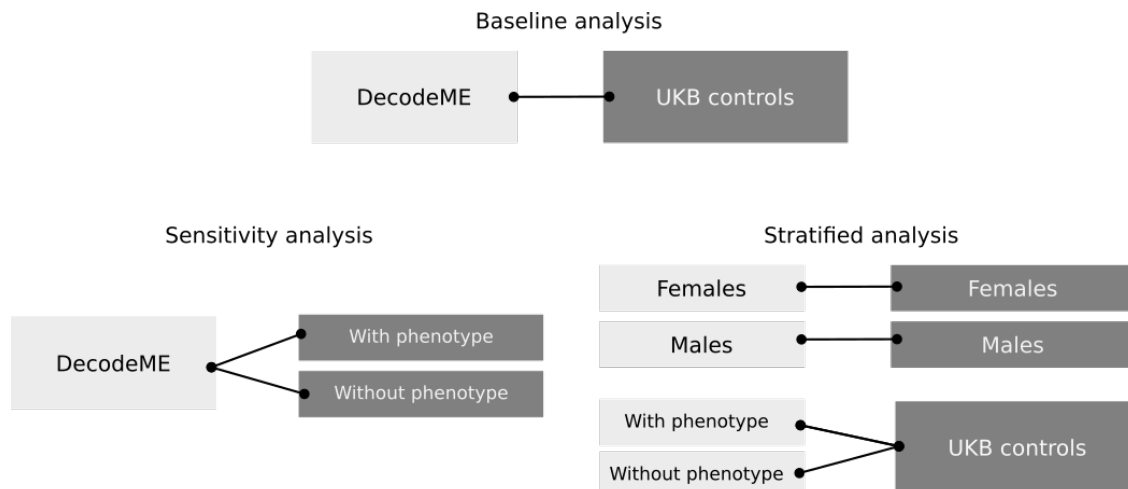 Baseline analysis
DecodeME
UKB controls
Sensitivity analysis
DecodeME
With phenotype
Without phenotype
Stratified analysis
Females
Females
Males
Males
With phenotype
Without phenotype
UKB controls